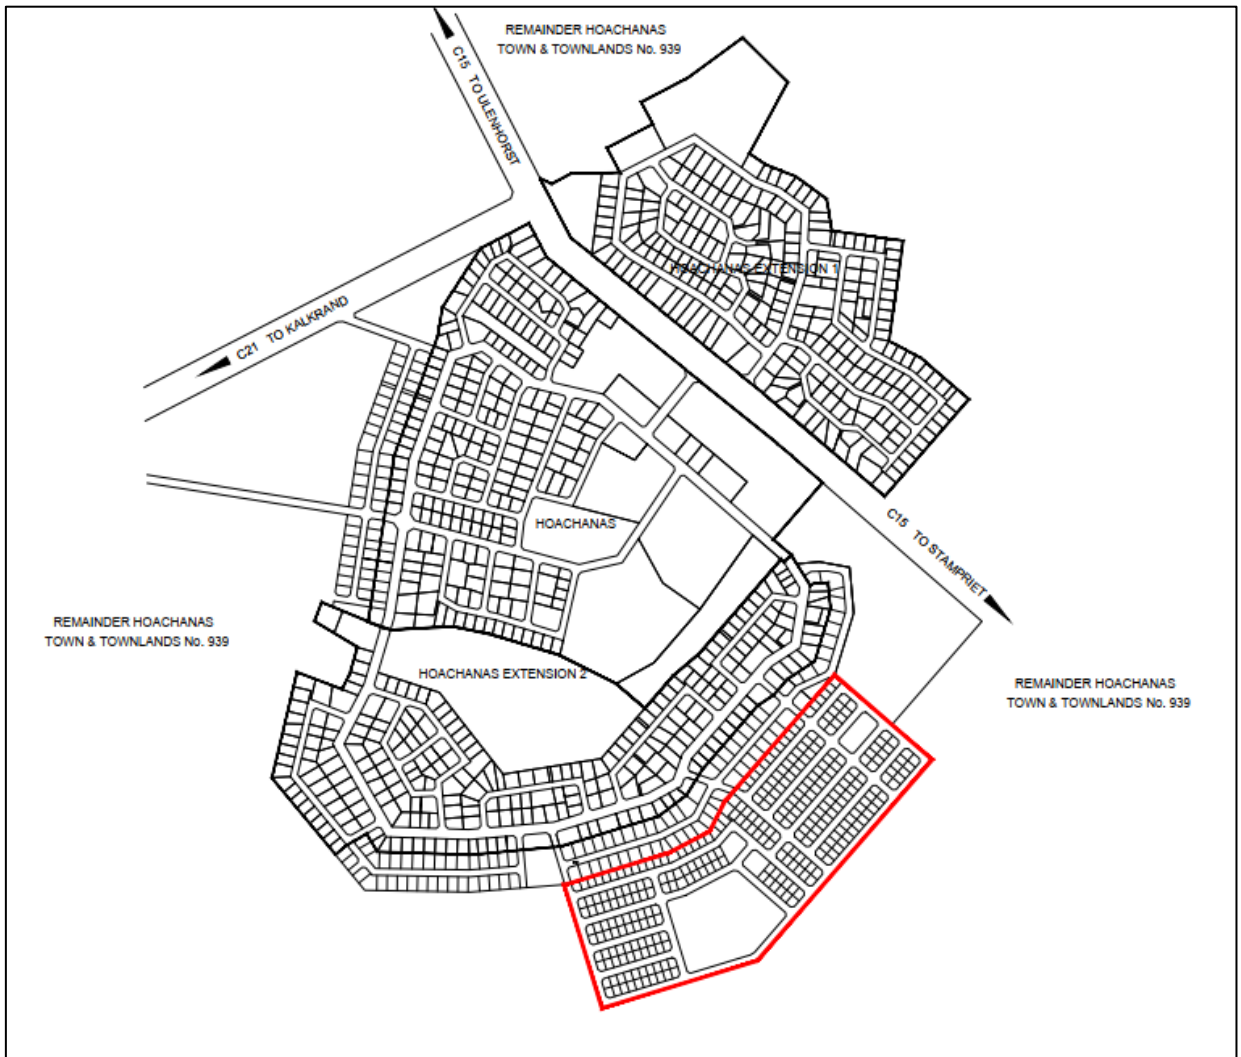 REMAINDER HOACHANAS
TOWN & TOWNLANDS No. 939
C15 TO ULENHORST
HOACHANAS EXTENSION 1
C21 TO KALKRAND
HOACHANAS
C15 TO STAMPRIET
REMAINDER HOACHANAS
TOWN & TOWNLANDS No. 939
HOACHANAS EXTENSION 2
REMAINDER HOACHANAS
TOWN & TOWNLANDS No. 939